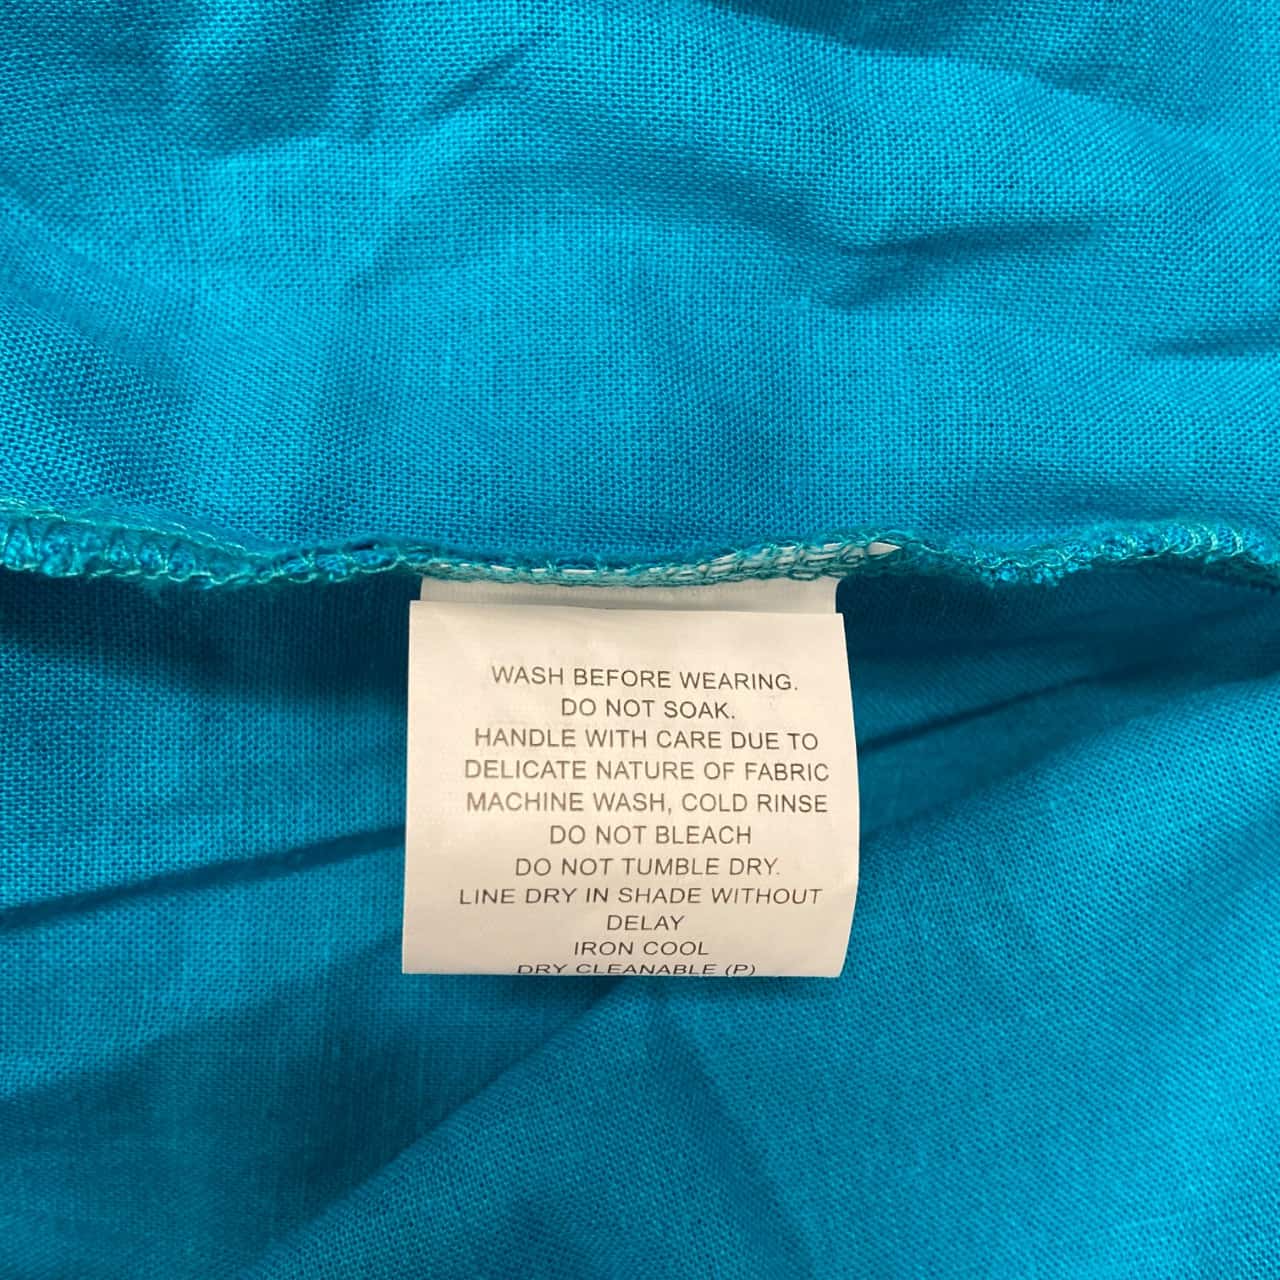 WASH BEFORE WEARING.
DO NOT SOAK.
HANDLE WITH CARE DUE TO
DELICATE NATURE OF FABRIC
MACHINE WASH, COLD RINSE
DO NOT BLEACH
DO NOT TUMBLE DRY.
LINE DRY IN SHADE WITHOUT
DELAY
IRON COOL
DRY CLEANABLE (P)